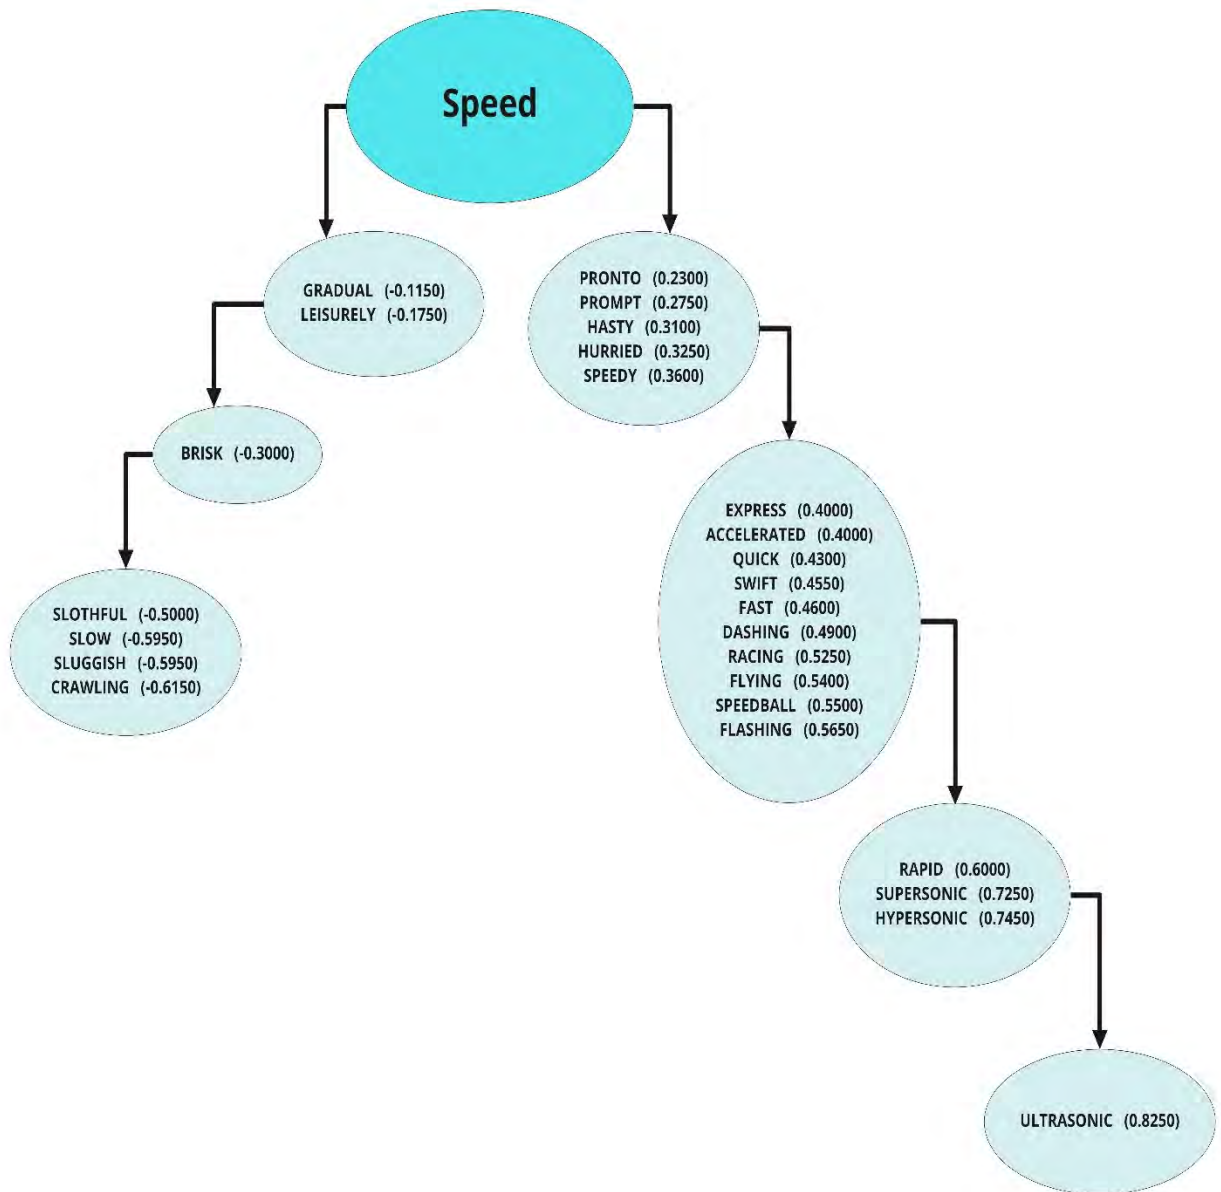 Speed
GRADUAL (-0.1150)
LEISURELY (-0.1750)
PRONTO (0.2300)
PROMPT (0.2750)
HASTY (0.3100)
HURRIED (0.3250)
SPEEDY (0.3600)
BRISK (-0.3000)
EXPRESS (0.4000)
ACCELERATED (0.4000)
QUICK (0.4300)
SWIFT (0.4550)
FAST (0.4600)
DASHING (0.4900)
RACING (0.5250)
FLYING (0.5400)
SPEEDBALL (0.5500)
FLASHING (0.5650)
SLOTHFUL (-0.5000)
SLOW (-0.5950)
SLUGGISH (-0.5950)
CRAWLING (-0.6150)
RAPID (0.6000)
SUPERSONIC (0.7250)
HYPERSONIC (0.7450)
ULTRASONIC (0.8250)